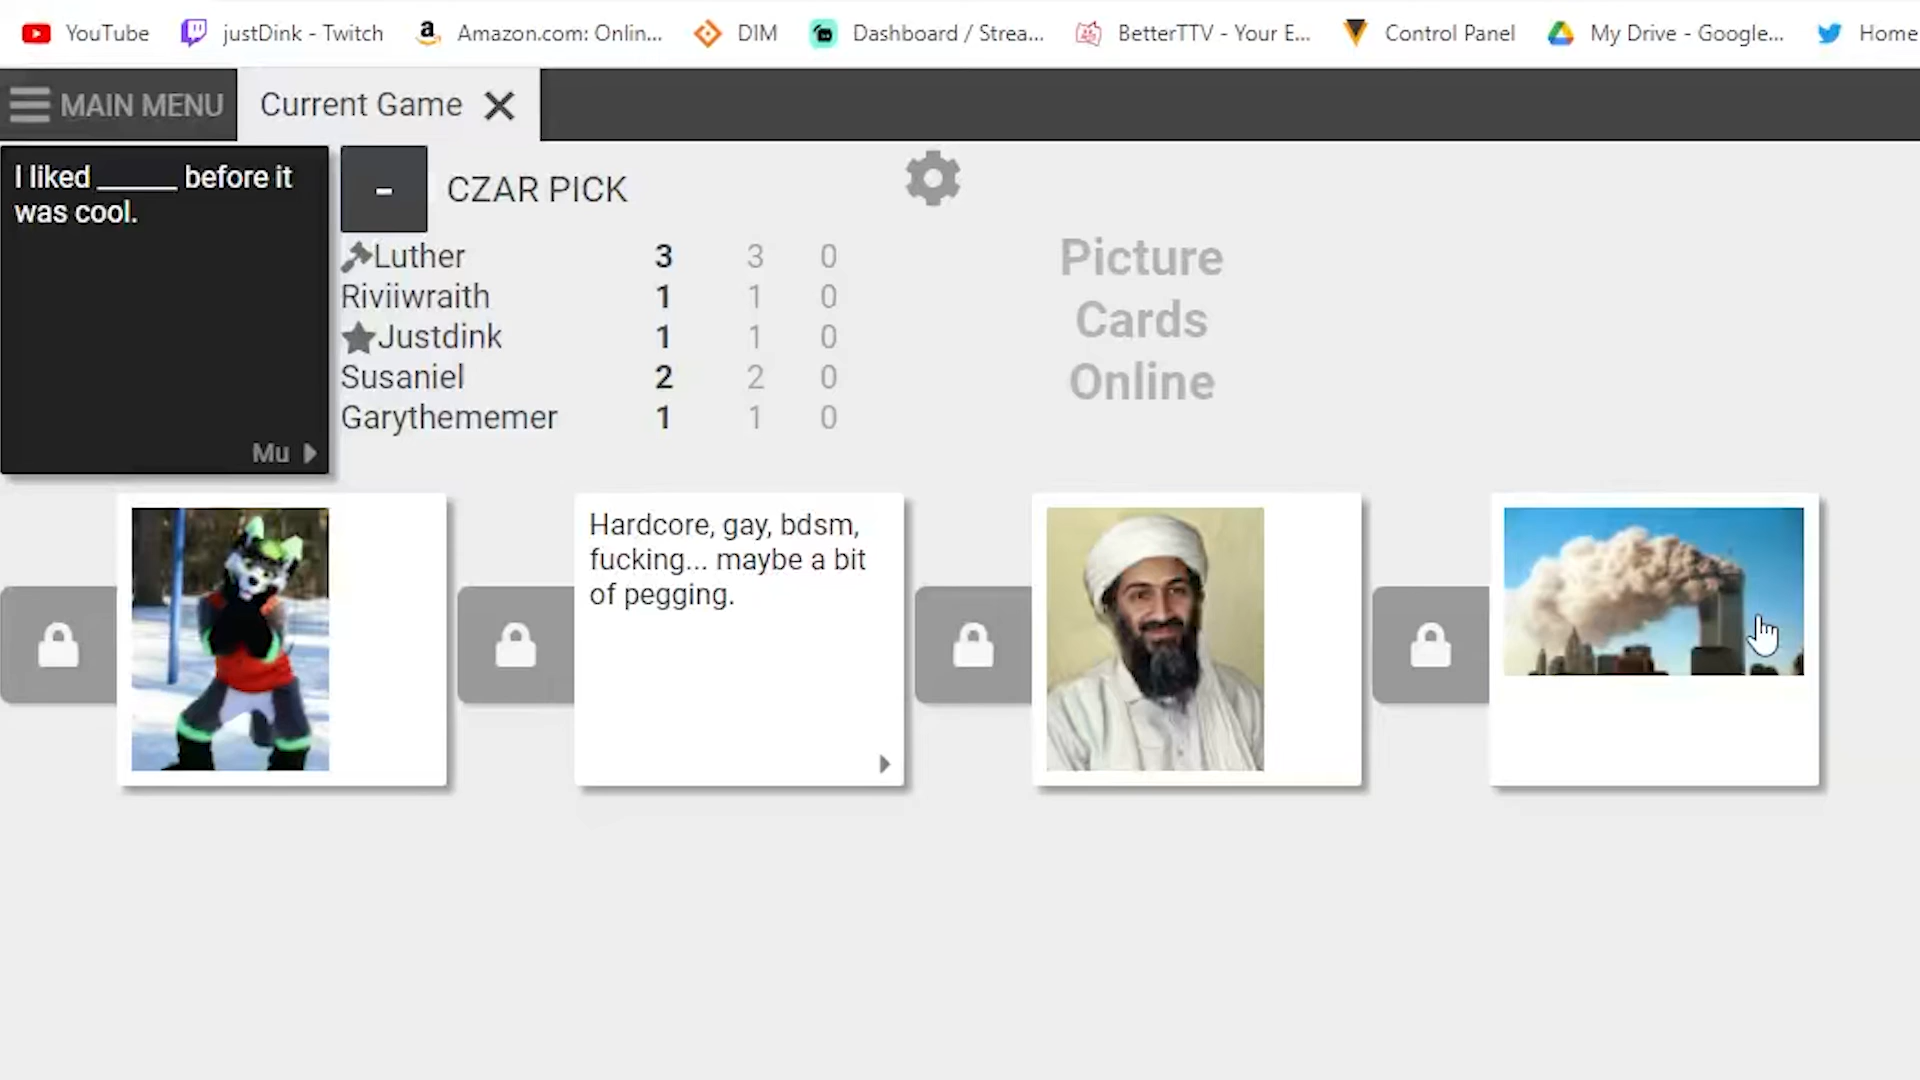 YouTube justDink - Twitch Amazon.com: Onlin... DIM Dashboard / Strea... BetterTTV - Your E... Control Panel My Drive - Google... Home
MAIN MENU Current Game
I liked ______ before it
was cool.
Mu
- CZAR PICK
Luther 3 3 0
Riviiwraith 1 1 0
Justdink 1 1 0
Susaniel 2 2 0
Garythememer 1 1 0
Picture
Cards
Online
Hardcore, gay, bdsm,
fucking... maybe a bit
of pegging.